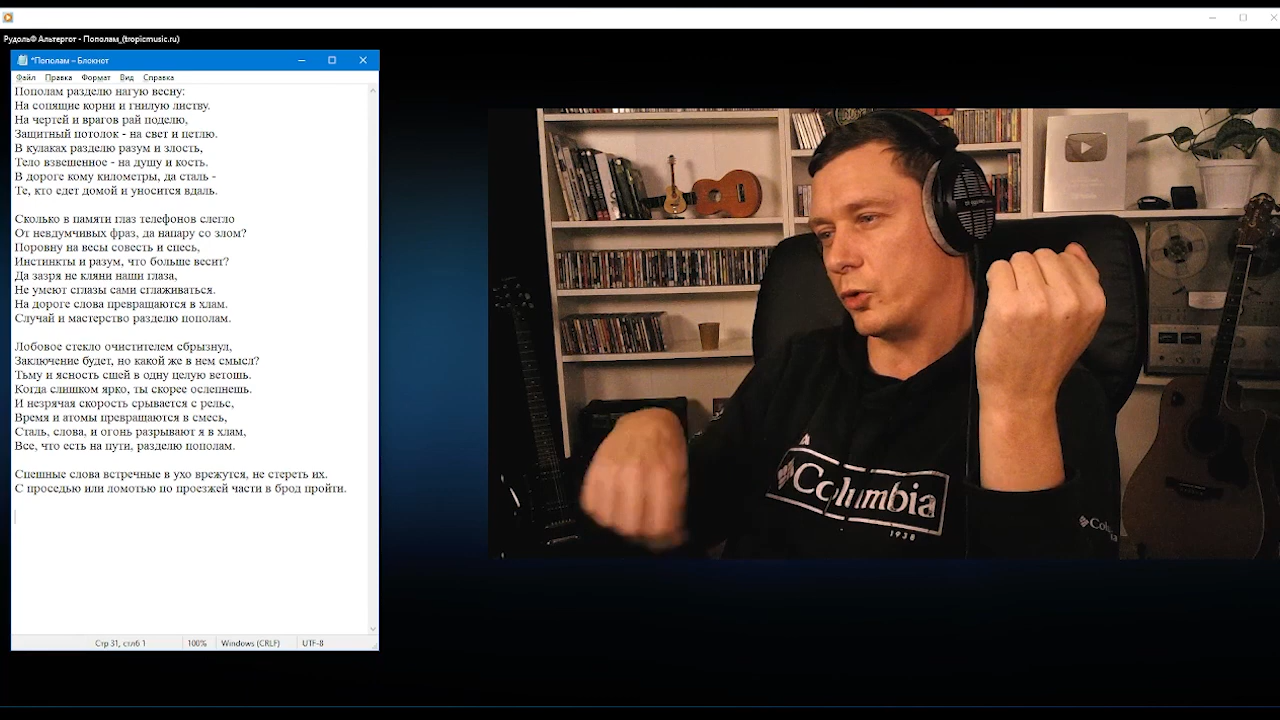 РудольФ Альтергот - Пополам_(tropicmusic.ru)
*Пополам – Блокнот
Файл Правка Формат Вид Справка
Пополам разделю нагую весну:
На сопящие корни и гнилую листву.
На чертей и врагов рай поделю,
Защитный потолок - на свет и петлю.
В кулаках разделю разум и злость,
Тело взвешенное - на душу и кость.
В дороге кому километры, да сталь -
Те, кто едет домой и уносится вдаль.
Сколько в памяти глаз телефонов слегло
От невдумчивых фраз, да напару со злом?
Поровну на весы совесть и спесь,
Инстинкты и разум, что больше весит?
Да зазря не кляни наши глаза,
Не умеют сглазы сами сглаживаться.
На дороге слова превращаются в хлам.
Случай и мастерство разделю пополам.
Лобовое стекло очистителем сбрызнул,
Заключение будет, но какой же в нем смысл?
Тьму и ясность сшей в одну целую ветошь.
Когда слишком ярко, ты скорее ослепнешь.
И незрячая скорость срывается с рельс,
Время и атомы превращаются в смесь,
Сталь, слова, и огонь разрывают я в хлам,
Все, что есть на пути, разделю пополам.
Спешные слова встречные в ухо врежутся, не стереть их.
С проседью или ломотью по проезжей части в брод пройти.
Стр 31, стлб 1 100% Windows (CRLF) UTF-8
Columbia
1938